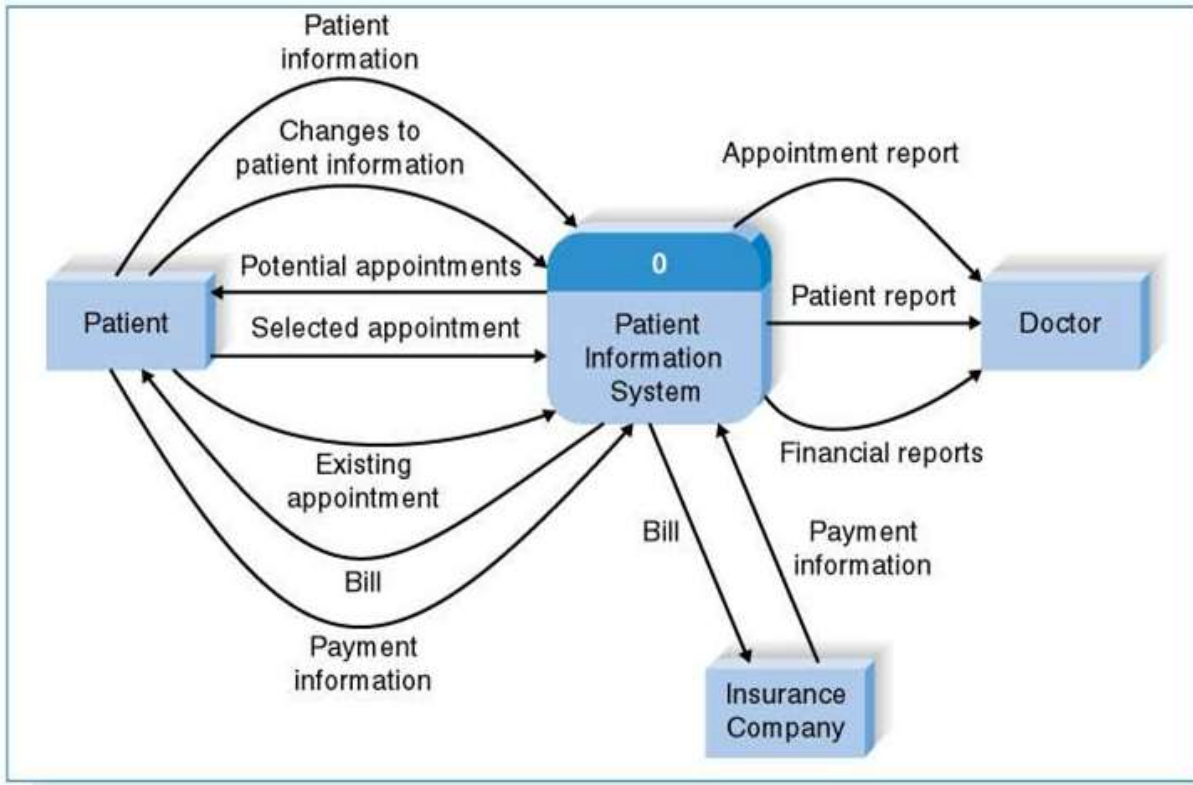 Patient
information
Changes to
patient information
Appointment report
Potential appointments
0
Patient report
Patient
Selected appointment
Patient
Information
System
Doctor
Existing
appointment
Financial reports
Bill
Bill
Payment
information
Payment
information
Insurance
Company